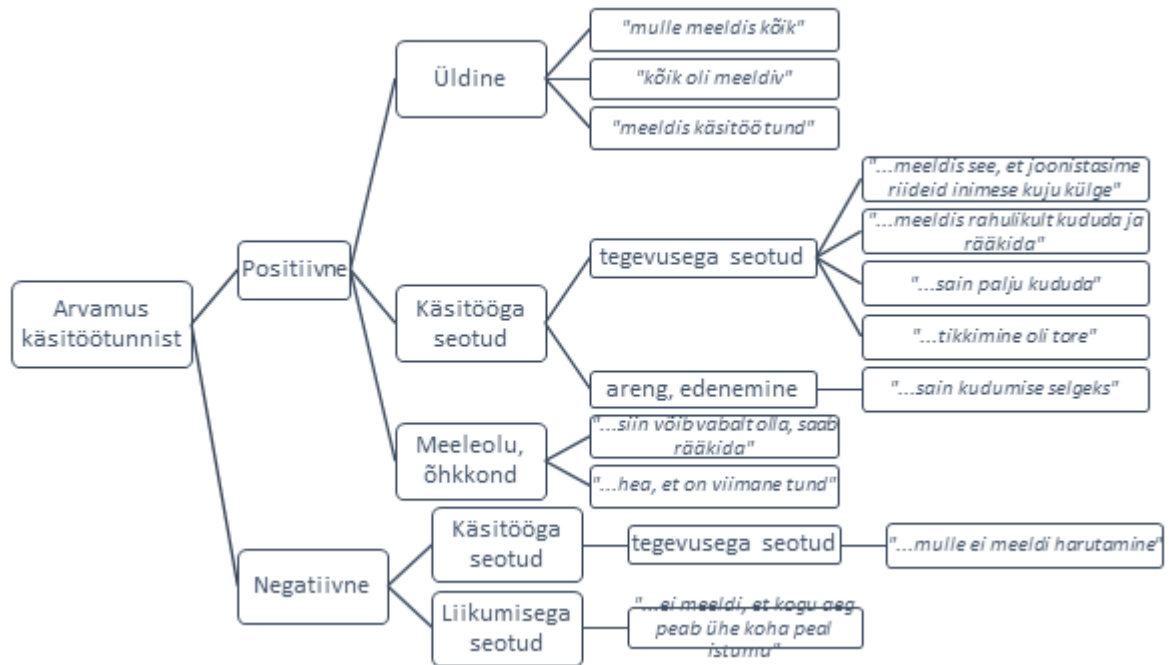 Arvamus
käsitöötunnist
Positiivne
Üldine
"mulle meeldis kõik"
"kõik oli meeldiv"
"meeldis käsitöö tund"
Käsitööga
seotud
tegevusega seotud
"...meeldis see, et joonistasime
riideid inimese kuju külge"
"...meeldis rahulikult kududa ja
rääkida"
"...sain palju kududa"
"...tikkimine oli tore"
areng, edenemine
"...sain kudumise selgeks"
Meeleolu,
õhkkond
"...siin võib vabalt olla, saab
rääkida"
"...hea, et on viimane tund"
Negatiivne
Käsitööga
seotud
tegevusega seotud
"...mulle ei meeldi harutamine"
Liikumisega
seotud
"...ei meeldi, et kogu aeg
peab ühe koha peal
istuma"